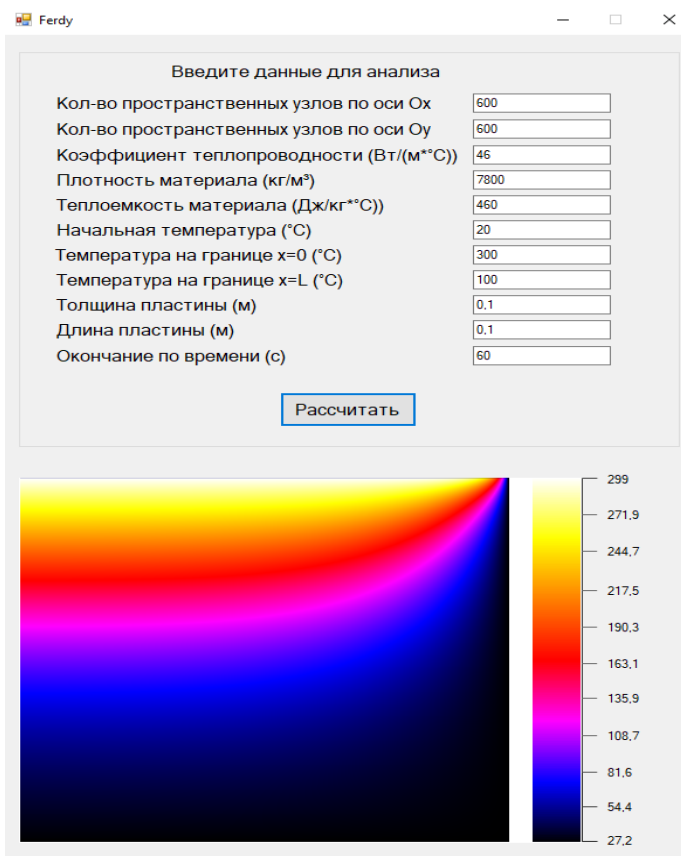 Ferdy
Введите данные для анализа
Кол-во пространственных узлов по оси Ox 600
Кол-во пространственных узлов по оси Oy 600
Коэффициент теплопроводности (Вт/(м*°C)) 46
Плотность материала (кг/м³) 7800
Теплоемкость материала (Дж/кг*°C)) 460
Начальная температура (°C) 20
Температура на границе x=0 (°C) 300
Температура на границе x=L (°C) 100
Толщина пластины (м) 0,1
Длина пластины (м) 0,1
Окончание по времени (с) 60
Рассчитать
299
271,9
244,7
217,5
190,3
163,1
135,9
108,7
81,6
54,4
27,2